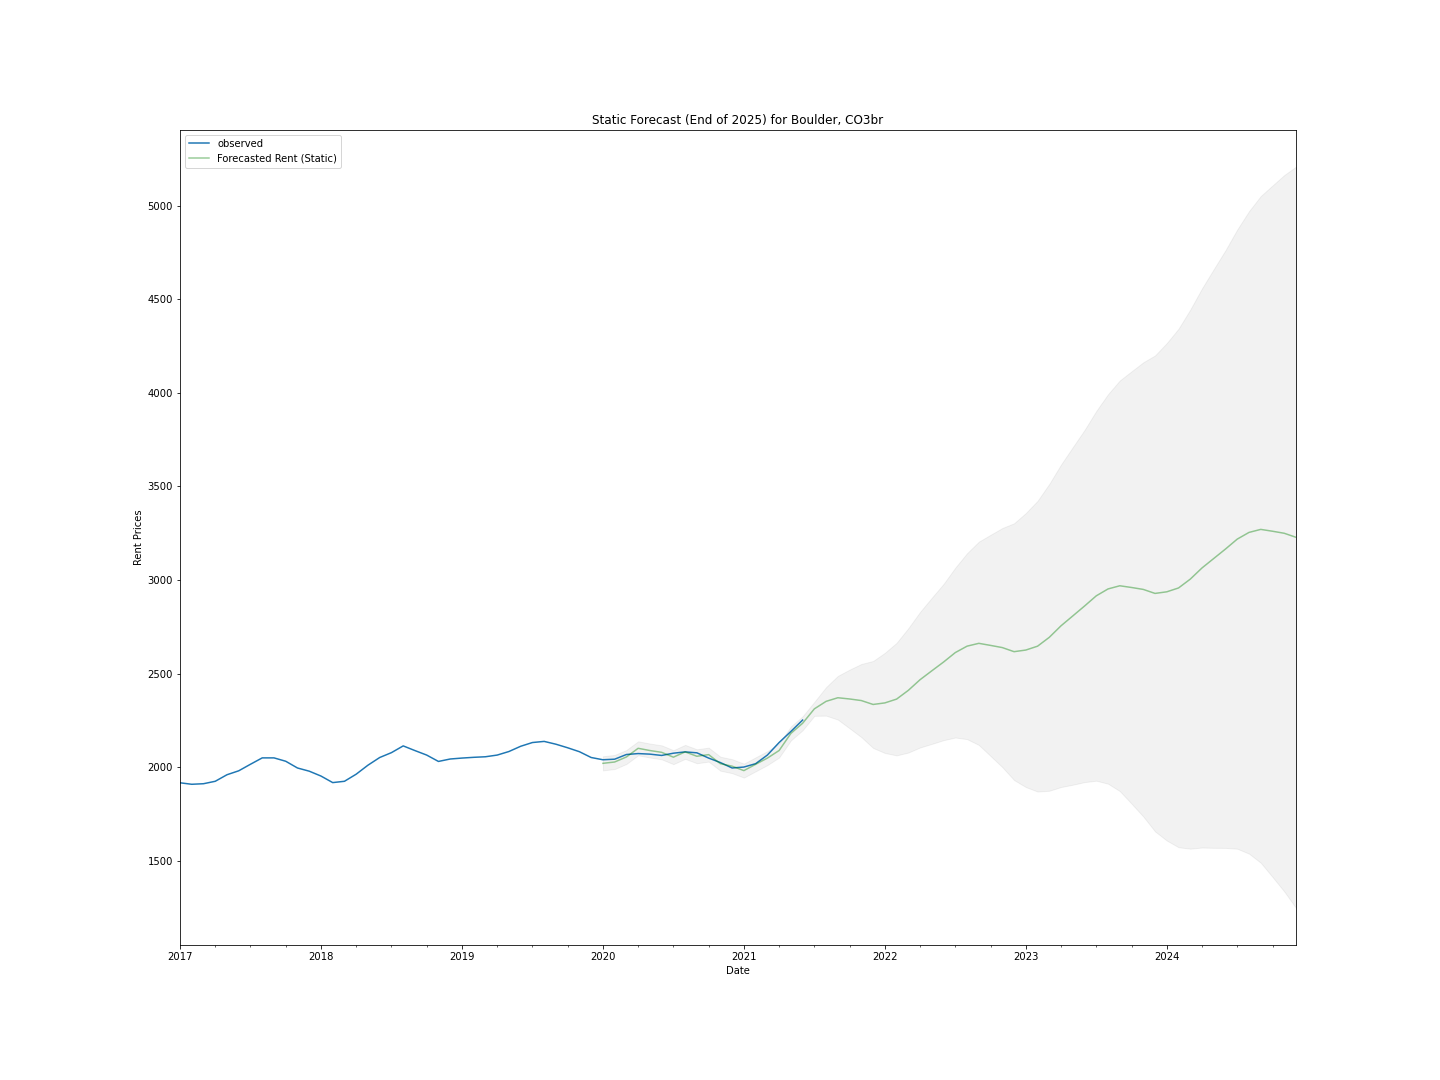 Static Forecast (End of 2025) for Boulder, CO3br
observed
Forecasted Rent (Static)
5000
4500
4000
3500
3000
2500
2000
1500
Rent Prices
2017 2018 2019 2020 2021 2022 2023 2024
Date